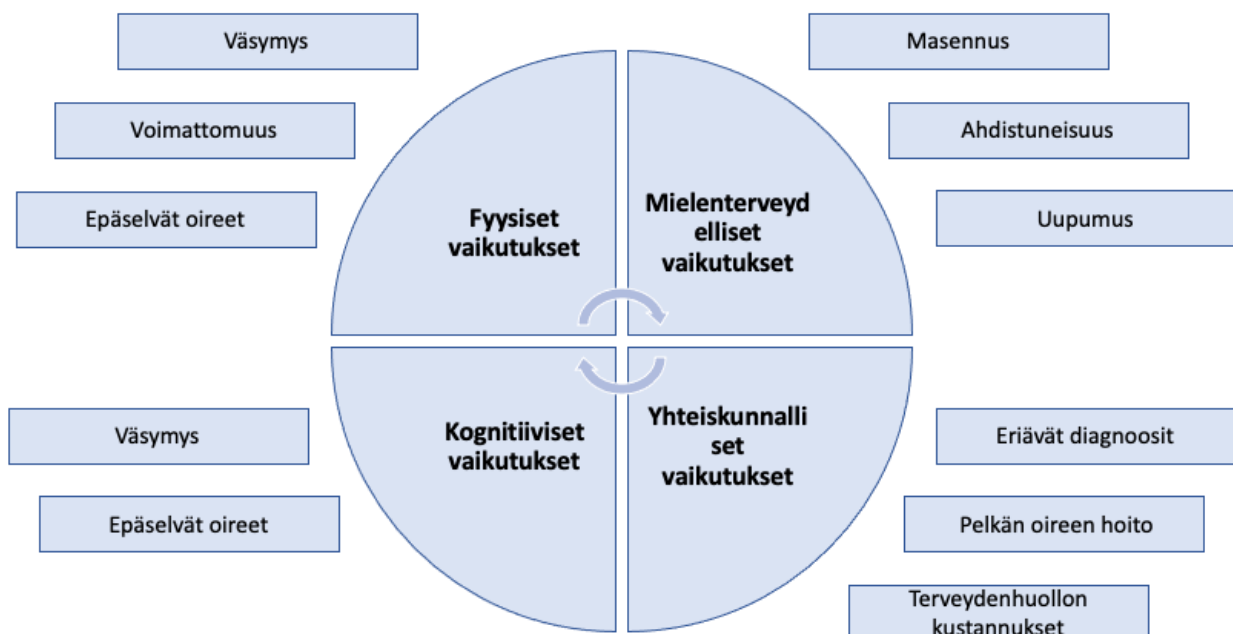 Väsymys
Voimattomuus
Epäselvät oireet
Fyysiset
vaikutukset
Mielenterveyd
elliset
vaikutukset
Masennus
Ahdistuneisuus
Uupumus
Väsymys
Epäselvät oireet
Kognitiiviset
vaikutukset
Yhteiskunnalli
set
vaikutukset
Eriävät diagnoosit
Pelkän oireen hoito
Terveydenhuollon
kustannukset